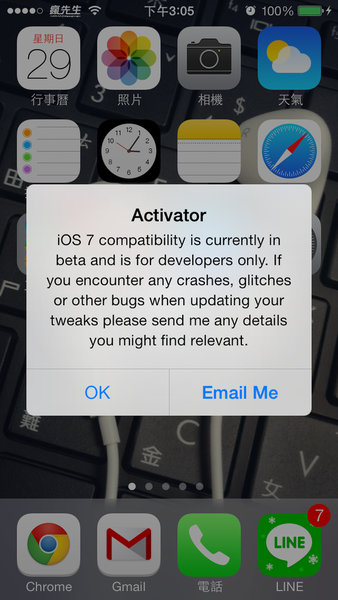 瘋先生 下午3:05 100%
星期日
29
行事曆 照片 相機 天氣
Activator
iOS 7 compatibility is currently in
beta and is for developers only. If
you encounter any crashes, glitches
or other bugs when updating your
tweaks please send me any details
you might find relevant.
OK Email Me
難 金 女
7
LINE
Chrome Gmail 電話 LINE